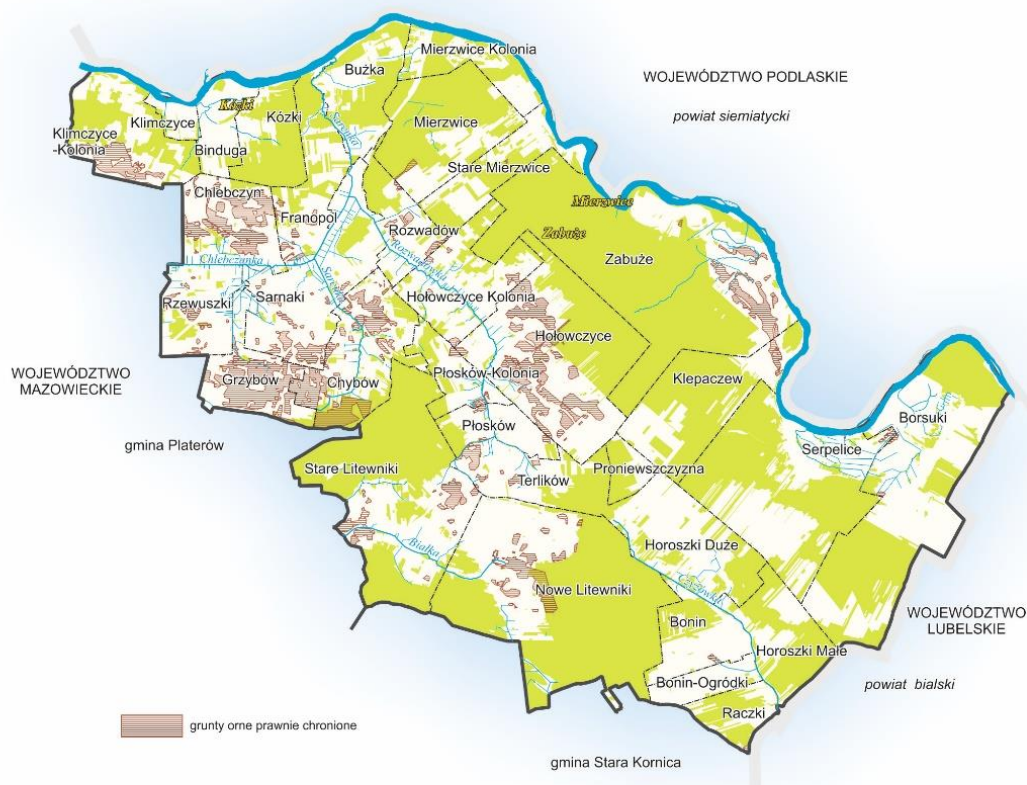 Mierzwice Kolonia
Bużka
WOJEWÓDZTWO PODLASKIE
powiat siemiatycki
Kózki
Kózki
Klimczyce
Klimczyce
-Kolonia
Binduga
Sarenka
Mierzwice
Stare Mierzwice
Chlebczyn
Franopol
Mierzwice
Rozwadów
Zabuże
Zabuże
Rozwadówka
Chlebczanka
Sarenka
Rzewuszki
Sarnaki
Hołowczyce Kolonia
Hołowczyce
WOJEWÓDZTWO
MAZOWIECKIE
Grzybów
Chybów
Płosków-Kolonia
Klepaczew
Borsuki
gmina Platerów
Płosków
Serpelice
Stare Litewniki
Terlików
Proniewszczyzna
Białka
Horoszki Duże
Nowe Litewniki
Bonin
WOJEWÓDZTWO
LUBELSKIE
Horoszki Małe
Bonin-Ogródki
powiat bialski
Raczki
grunty orne prawnie chronione
gmina Stara Kornica